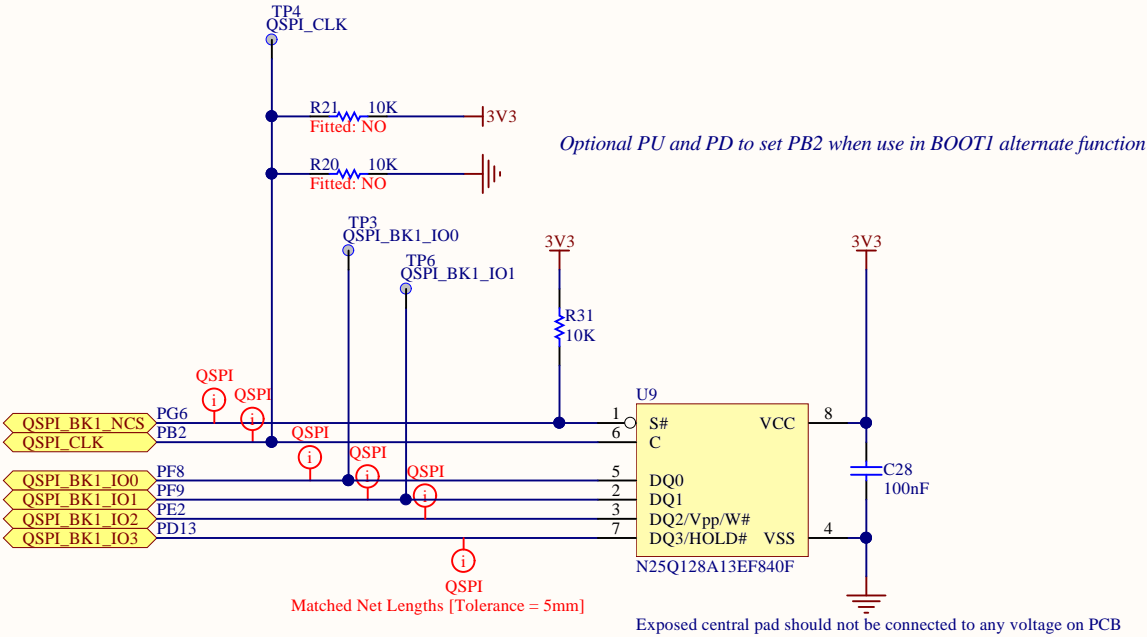 TP4
QSPI_CLK
R21 10K
Fitted: NO
3V3
Optional PU and PD to set PB2 when use in BOOT1 alternate function
R20 10K
Fitted: NO
TP3
QSPI_BK1_IO0
TP6
QSPI_BK1_IO1
3V3
3V3
R31
10K
QSPI
QSPI
QSPI
QSPI
QSPI
i
i
i
i
i
U9
QSPI_BK1_NCS PG6 1 S# VCC 8
QSPI_CLK PB2 6 C
QSPI_BK1_IO0 PF8 5 DQ0
QSPI_BK1_IO1 PF9 2 DQ1
QSPI_BK1_IO2 PE2 3 DQ2/Vpp/W#
QSPI_BK1_IO3 PD13 7 DQ3/HOLD# VSS 4
C28
100nF
N25Q128A13EF840F
i
QSPI
Matched Net Lengths [Tolerance = 5mm]
Exposed central pad should not be connected to any voltage on PCB